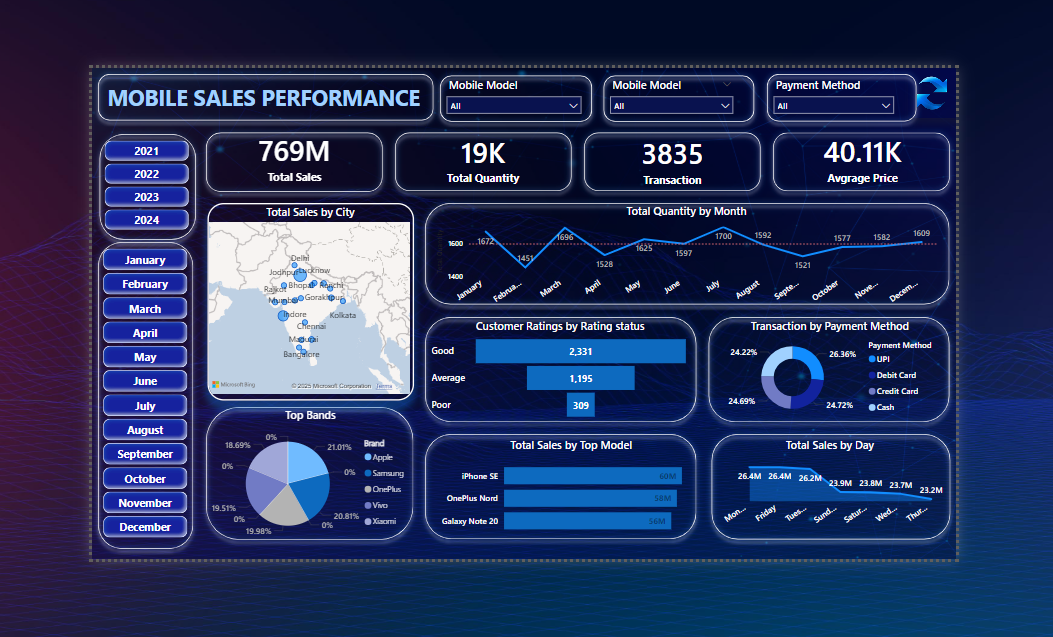 MOBILE SALES PERFORMANCE
Mobile Model
All
Mobile Model
All
Payment Method
All
2021
2022
2023
2024
January
February
March
April
May
June
July
August
September
October
November
December
769M
Total Sales
19K
Total Quantity
3835
Transaction
40.11K
Avgrage Price
Total Sales by City
Delhi
Jodhpur
Lucknow
Rajkot
Bhopal
Ranchi
Mumbai
Gorakhpur
Indore
Kolkata
Chennai
Madurai
Bangalore
Microsoft Bing
© 2025 Microsoft Corporation Terms
Total Quantity by Month
1600
1400
1672
1451
1696
1528
1625
1597
1700
1592
1521
1577
1582
1609
January
Februa...
March
April
May
June
July
August
Septe...
October
Nove...
Decem...
Customer Ratings by Rating status
Good
2,331
Average
1,195
Poor
309
Transaction by Payment Method
24.22%
26.36%
24.69%
24.72%
Payment Method
UPI
Debit Card
Credit Card
Cash
Top Bands
0%
18.69%
21.01%
0%
0%
19.51%
20.81%
0%
0%
19.98%
Brand
Apple
Samsung
OnePlus
Vivo
Xiaomi
Total Sales by Top Model
iPhone SE
60M
OnePlus Nord
58M
Galaxy Note 20
56M
Total Sales by Day
26.4M
26.4M
26.2M
23.9M
23.8M
23.7M
23.2M
Mon...
Friday
Tues...
Sund...
Satur...
Wed...
Thur...